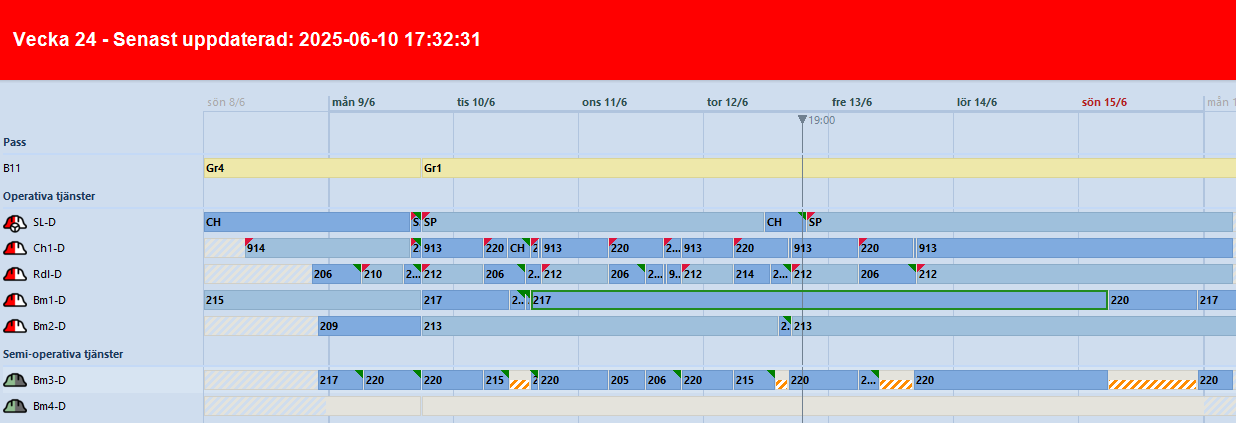 Vecka 24 - Senast uppdaterad: 2025-06-10 17:32:31
sön 8/6 mån 9/6 tis 10/6 ons 11/6 tor 12/6 fre 13/6 lör 14/6 sön 15/6 mån 1
19:00
Pass
B11 Gr4 Gr1
Operativa tjänster
SL-D CH S SP CH SP
Ch1-D 914 2 913 220 CH 2 913 220 2... 913 220 913 220 913
Rdl-D 206 210 2... 212 206 2... 212 206 2... 9... 212 214 2... 212 206 212
Bm1-D 215 217 2... 217 220 217
Bm2-D 209 213 2... 213
Semi-operativa tjänster
Bm3-D 217 220 220 215 2 220 205 206 220 215 220 2... 220 220
Bm4-D